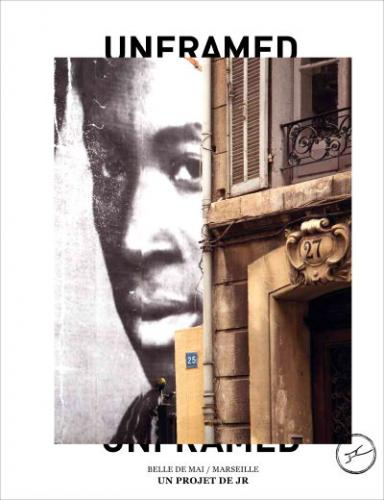 UNFRAMED
27
25
UNFRAMED
BELLE DE MAI / MARSEILLE
UN PROJET DE JR